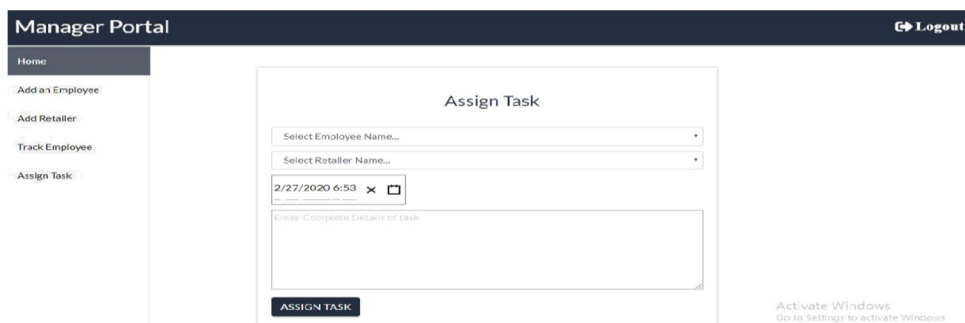 Manager Portal
Logout
Home
Add an Employee
Add Retailer
Track Employee
Assign Task
Assign Task
Select Employee Name...
Select Retailer Name...
2/27/2020 6:53
Enter Complete Details of task
ASSIGN TASK
Activate Windows
Go to Settings to activate Windows.